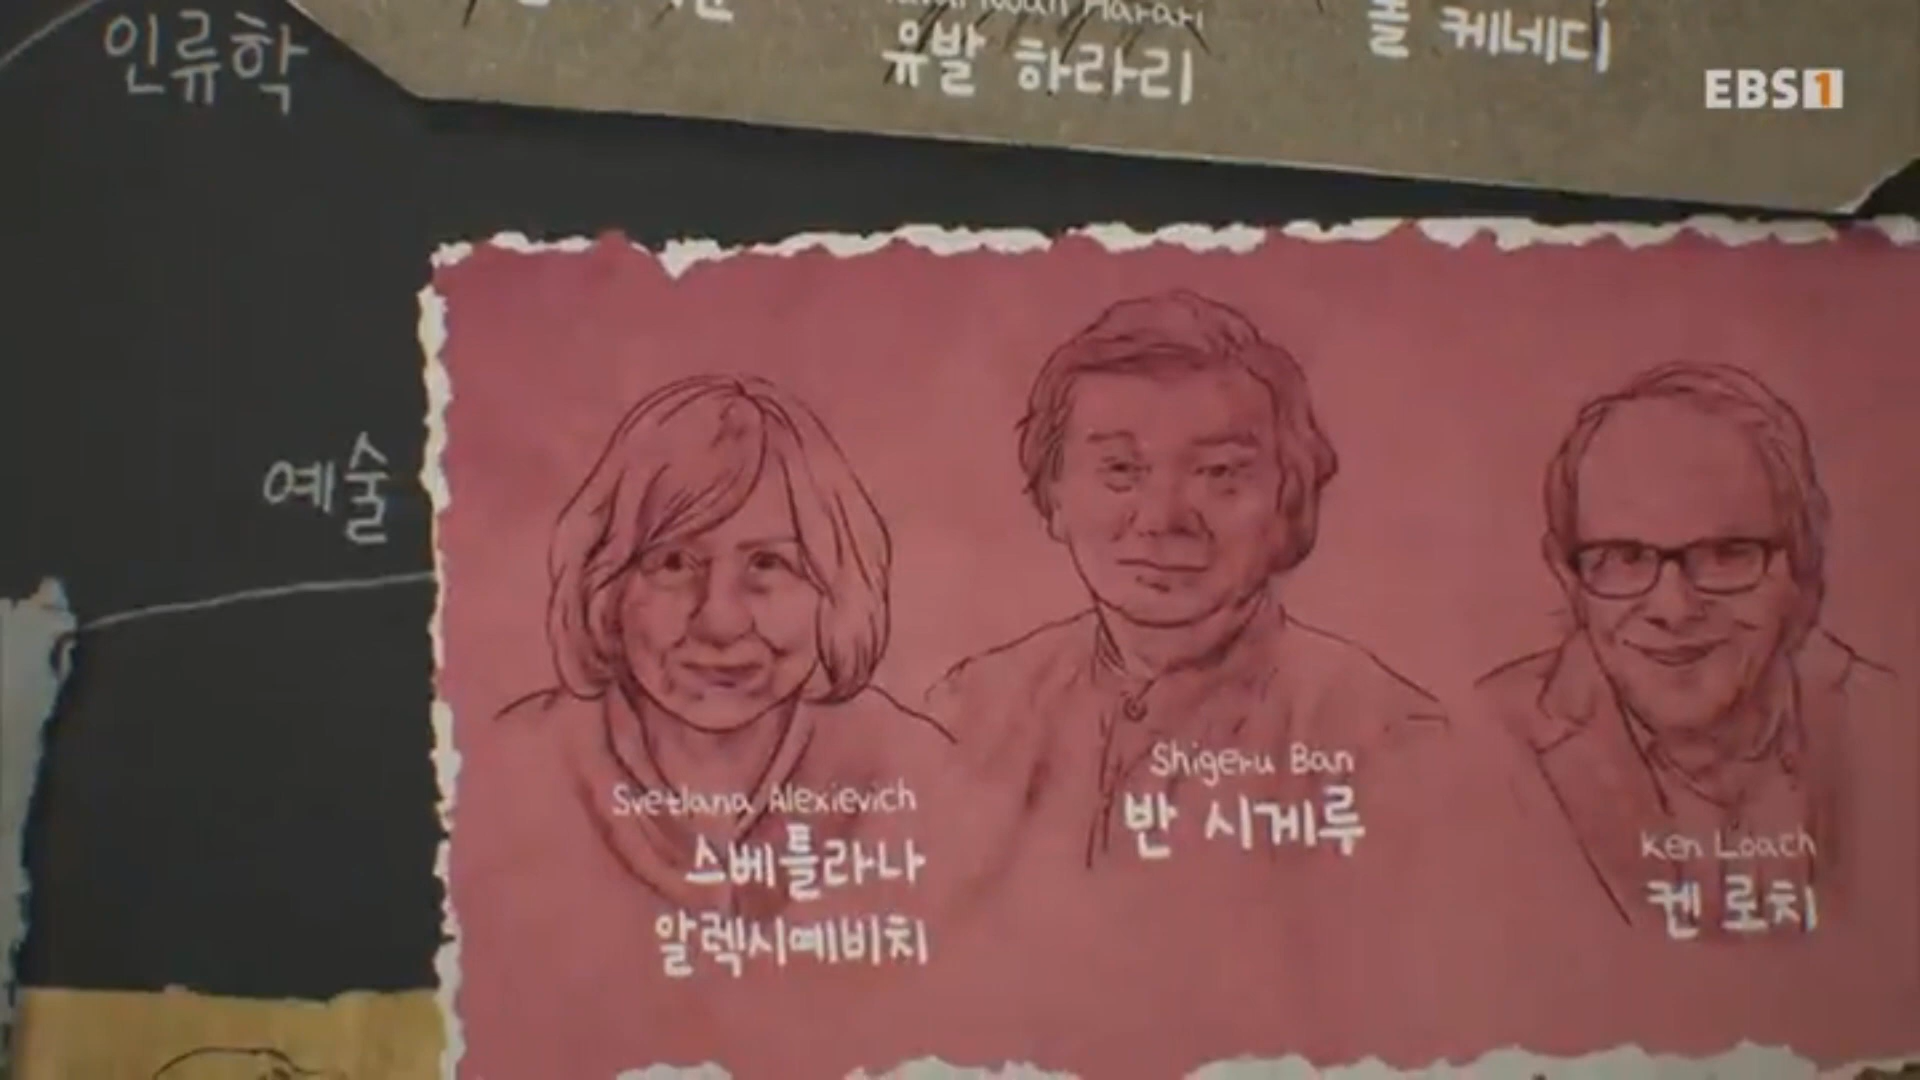 인류학
Harari
유발 하라리
폴 케네디
EBS1
예술
Svetlana Alexievich
스베틀라나
알렉시예비치
Shigeru Ban
반 시게루
Ken Loach
켄 로치